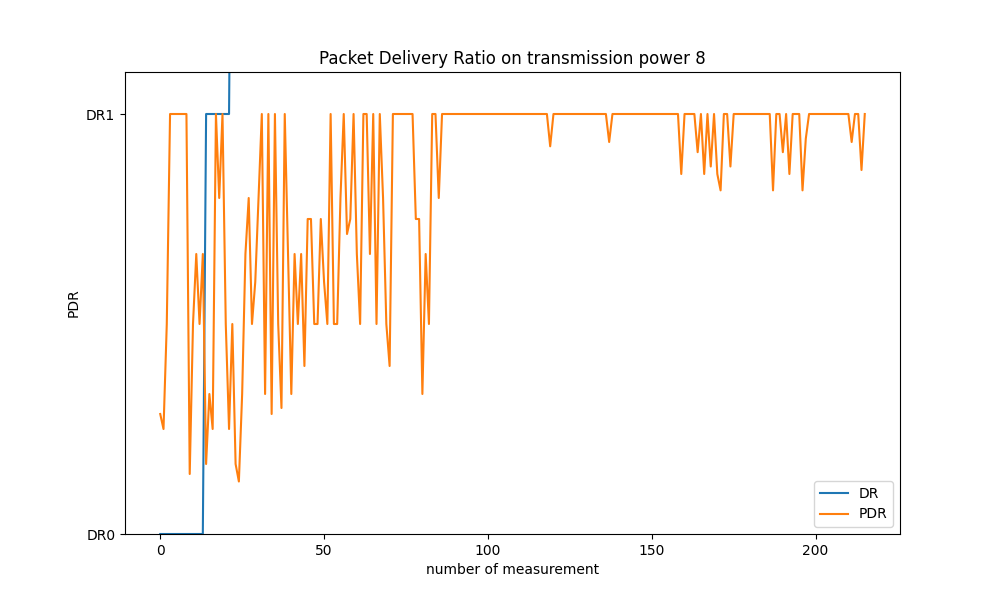 Packet Delivery Ratio on transmission power 8
DR1
PDR
DR0
0
50
100
150
200
number of measurement
DR
PDR